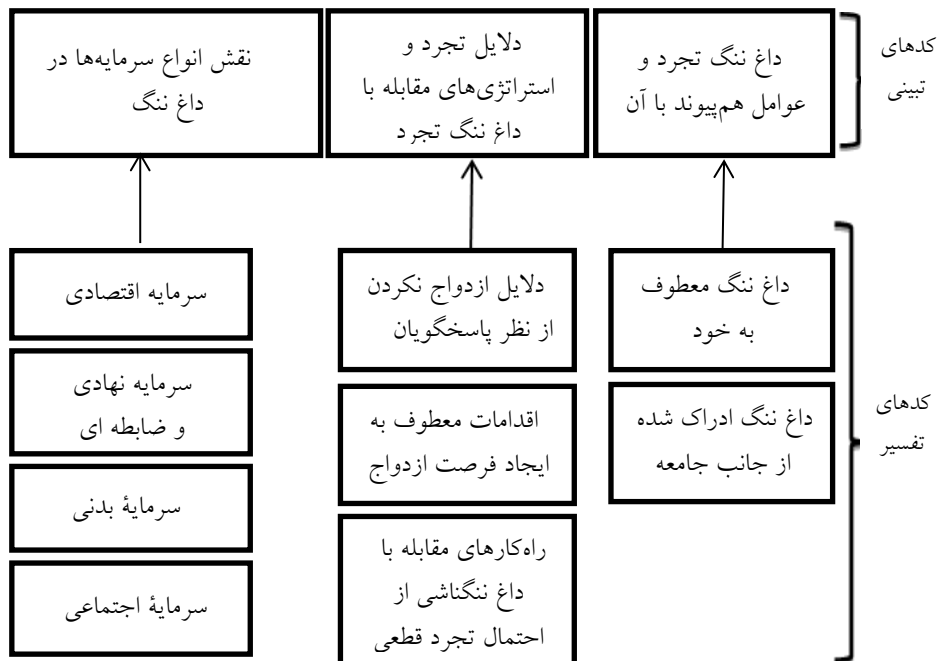 کدهای
تبینی
داغ ننگ تجرد و
عوامل هم‌پیوند با آن
دلایل تجرد و
استراتژی‌های مقابله با
داغ ننگ تجرد
نقش انواع سرمایه‌ها در
داغ ننگ
کدهای
تفسیر
داغ ننگ معطوف
به خود
داغ ننگ ادراک شده
از جانب جامعه
دلایل ازدواج نکردن
از نظر پاسخگویان
اقدامات معطوف به
ایجاد فرصت ازدواج
راه‌کارهای مقابله با
داغ ننگناشی از
احتمال تجرد قطعی
سرمایه اقتصادی
سرمایه نهادی
و ضابطه ای
سرمایهٔ بدنی
سرمایهٔ اجتماعی